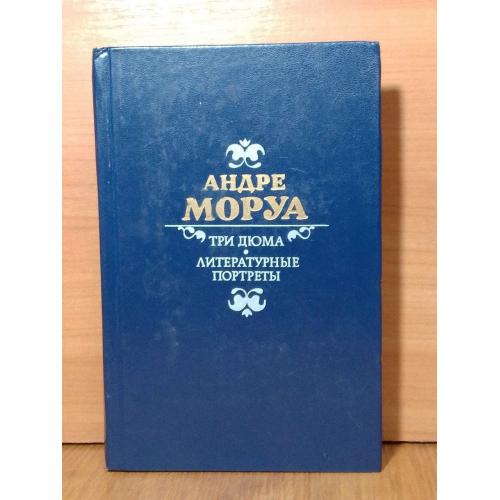 АНДРЕ
МОРУА
ТРИ ДЮМА
•
ЛИТЕРАТУРНЫЕ
ПОРТРЕТЫ